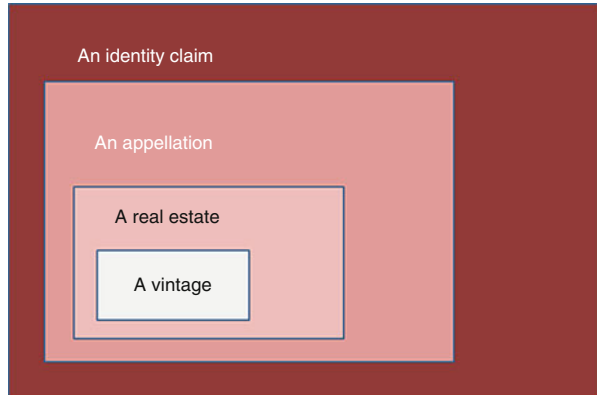 An identity claim
An appellation
A real estate
A vintage